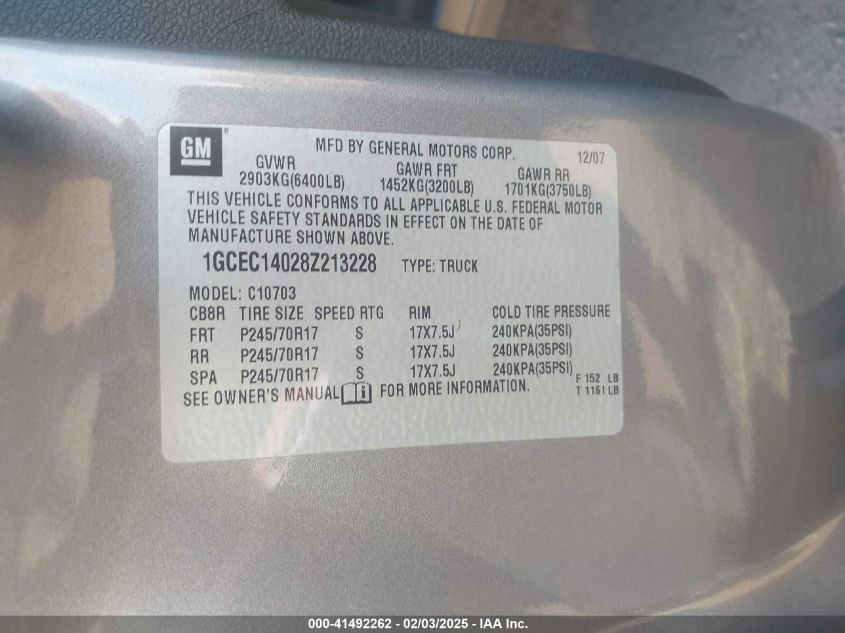 GM®
MFD BY GENERAL MOTORS CORP. 12/07
GVWR GAWR FRT GAWR RR
2903KG(6400LB) 1452KG(3200LB) 1701KG(3750LB)
THIS VEHICLE CONFORMS TO ALL APPLICABLE U.S. FEDERAL MOTOR
VEHICLE SAFETY STANDARDS IN EFFECT ON THE DATE OF
MANUFACTURE SHOWN ABOVE.
1GCEC14028Z213228 TYPE: TRUCK
MODEL: C10703
CB8R TIRE SIZE SPEED RTG RIM COLD TIRE PRESSURE
FRT P245/70R17 S 17X7.5J 240KPA(35PSI)
RR P245/70R17 S 17X7.5J 240KPA(35PSI)
SPA P245/70R17 S 17X7.5J 240KPA(35PSI)
F 152 LB
T 1161 LB
SEE OWNER'S MANUAL FOR MORE INFORMATION.
000-41492262 - 02/03/2025 - IAA Inc.